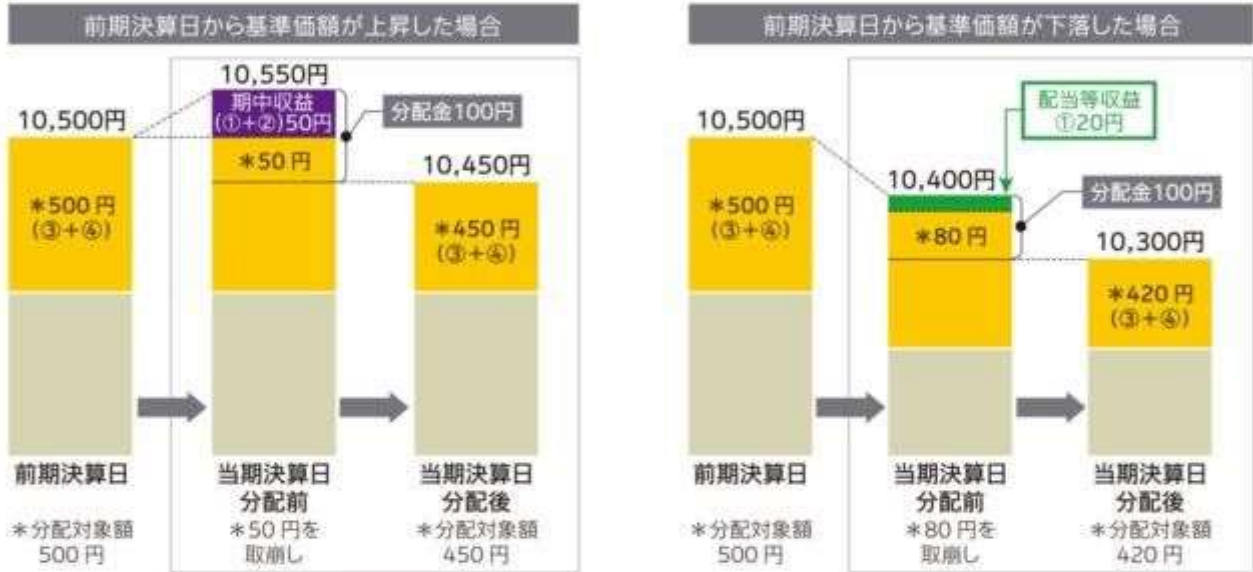 前期決算日から基準価額が上昇した場合
10,550円
期中収益
(①+②)50円
分配金100円
10,500円
*50円
10,450円
*500円
(③+④)
*450円
(③+④)
前期決算日
当期決算日
分配前
当期決算日
分配後
*分配対象額
500円
*50円を
取崩し
*分配対象額
450円
前期決算日から基準価額が下落した場合
配当等収益
①20円
10,500円
10,400円
分配金100円
*500円
(③+④)
*80円
10,300円
*420円
(③+④)
前期決算日
当期決算日
分配前
当期決算日
分配後
*分配対象額
500円
*80円を
取崩し
*分配対象額
420円